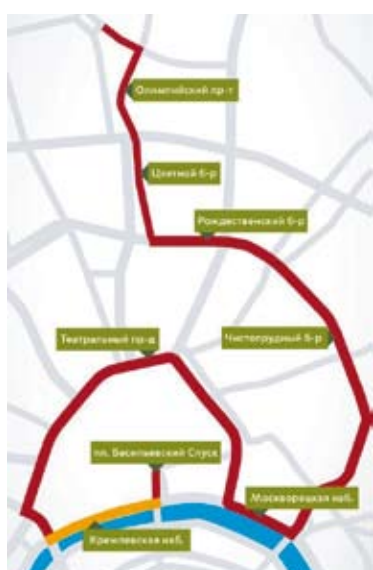 Олимпийский пр-т
Цветной б-р
Рождественский б-р
Театральный пр-д
Чистопрудный б-р
пл. Васильевский Спуск
Москворецкая наб.
Кремлевская наб.